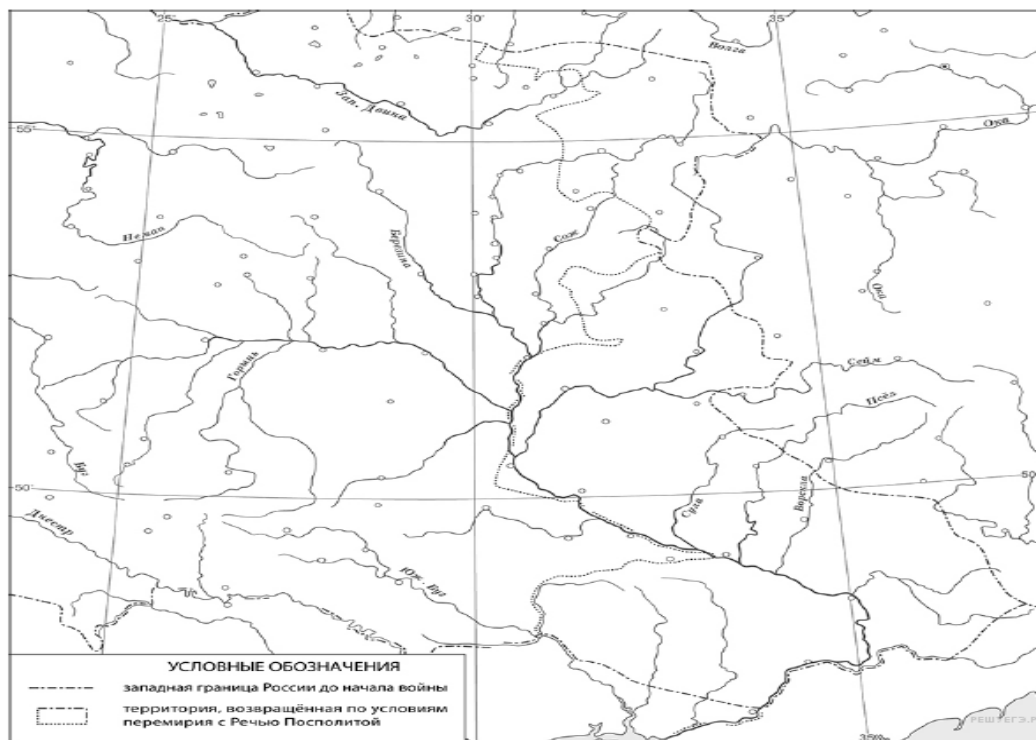 25°
30°
35°
Волга
Зап. Двина
55°
Ока
Неман
Березина
Сож
Ока
Горынь
Сейм
Псёл
Буг
50°
50
Сула
Ворскла
Днестр
Юж. Буг
УСЛОВНЫЕ ОБОЗНАЧЕНИЯ
западная граница России до начала войны
территория, возвращённая по условиям
перемирия с Речью Посполитой
РЕШУЕГЭ.Р
35°